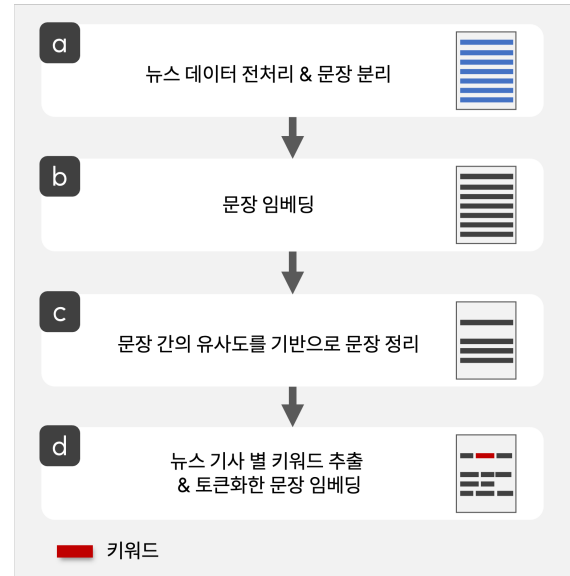 a
뉴스 데이터 전처리 & 문장 분리
b
문장 임베딩
c
문장 간의 유사도를 기반으로 문장 정리
d
뉴스 기사 별 키워드 추출
& 토큰화한 문장 임베딩
키워드